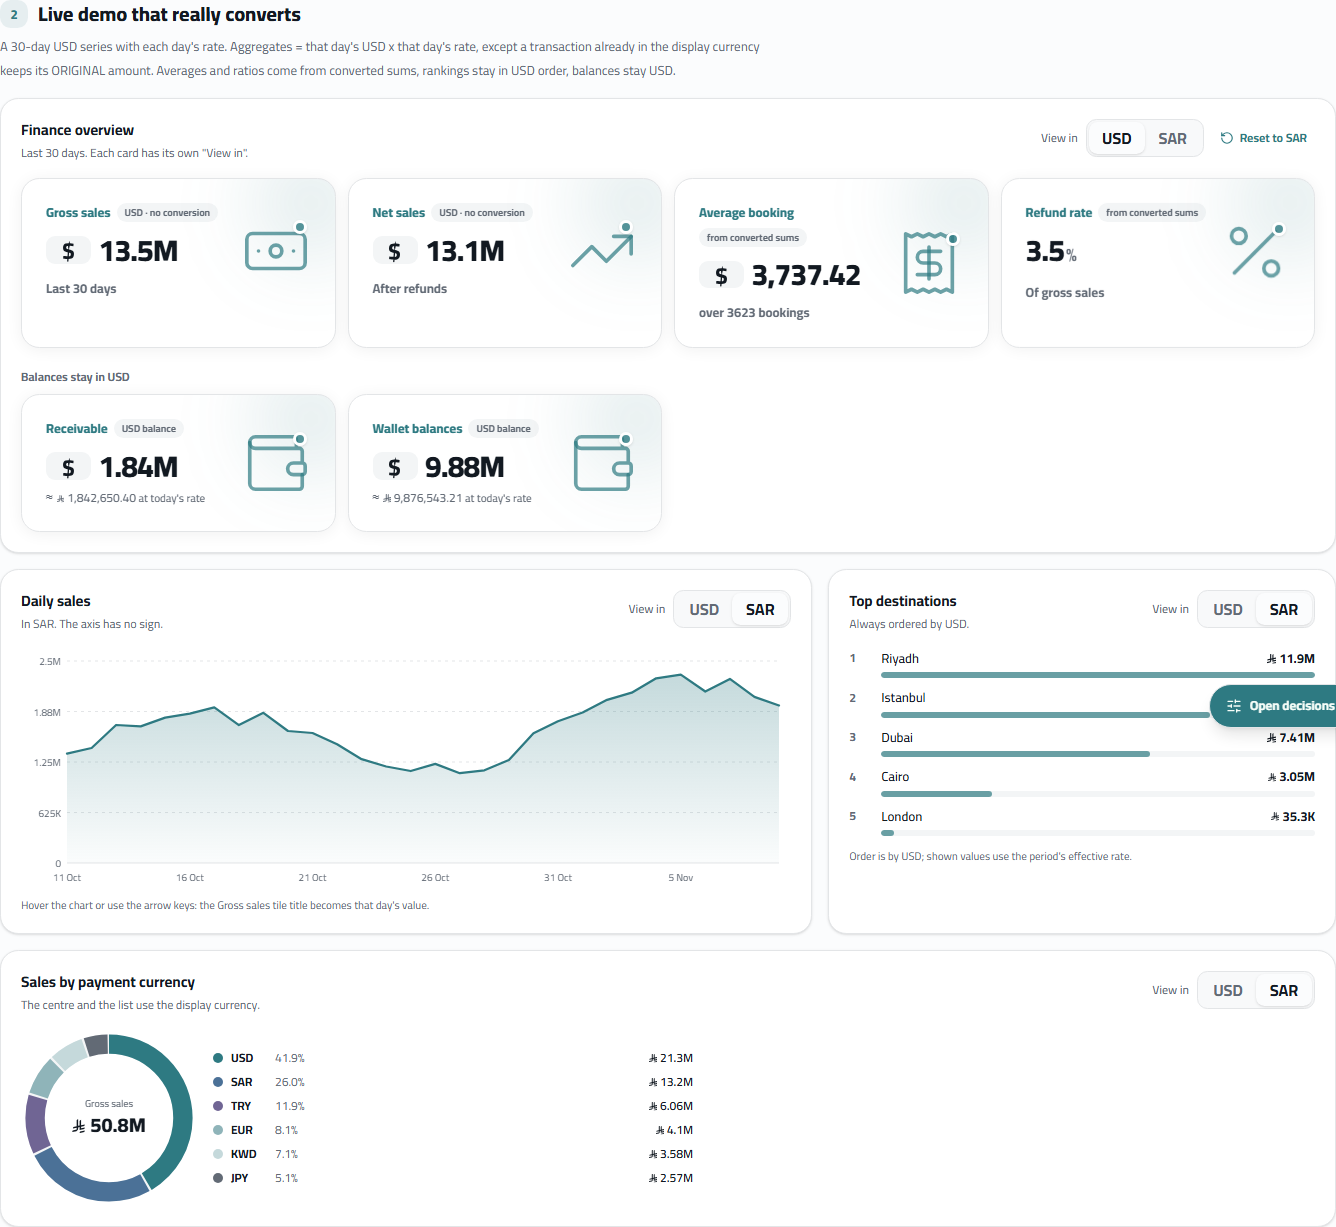 2 Live demo that really converts
A 30-day USD series with each day's rate. Aggregates = that day's USD x that day's rate, except a transaction already in the display currency
keeps its ORIGINAL amount. Averages and ratios come from converted sums, rankings stay in USD order, balances stay USD.
Finance overview
Last 30 days. Each card has its own "View in".
View in USD SAR Reset to SAR
Gross sales USD · no conversion
$ 13.5M
Last 30 days
Net sales USD · no conversion
$ 13.1M
After refunds
Average booking
from converted sums
$ 3,737.42
over 3623 bookings
Refund rate from converted sums
3.5%
Of gross sales
Balances stay in USD
Receivable USD balance
$ 1.84M
≈ ⃁ 1,842,650.40 at today's rate
Wallet balances USD balance
$ 9.88M
≈ ⃁ 9,876,543.21 at today's rate
Daily sales
In SAR. The axis has no sign.
View in USD SAR
2.5M
1.88M
1.25M
625K
0
11 Oct 16 Oct 21 Oct 26 Oct 31 Oct 5 Nov
Hover the chart or use the arrow keys: the Gross sales tile title becomes that day's value.
Top destinations
Always ordered by USD.
View in USD SAR
1 Riyadh ⃁ 11.9M
2 Istanbul
Open decisions
3 Dubai ⃁ 7.41M
4 Cairo ⃁ 3.05M
5 London ⃁ 35.3K
Order is by USD; shown values use the period's effective rate.
Sales by payment currency
The centre and the list use the display currency.
View in USD SAR
Gross sales
⃁ 50.8M
USD 41.9% ⃁ 21.3M
SAR 26.0% ⃁ 13.2M
TRY 11.9% ⃁ 6.06M
EUR 8.1% ⃁ 4.1M
KWD 7.1% ⃁ 3.58M
JPY 5.1% ⃁ 2.57M